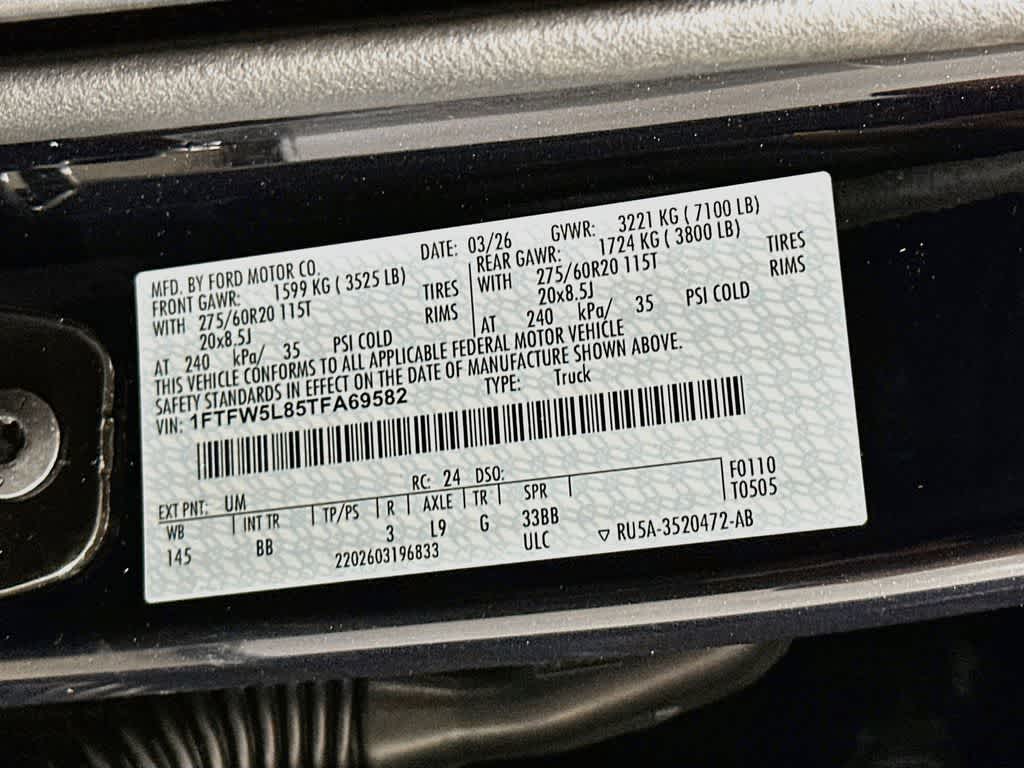 MFD. BY FORD MOTOR CO. DATE: 03/26 GVWR: 3221 KG ( 7100 LB)
FRONT GAWR: 1599 KG ( 3525 LB) REAR GAWR: 1724 KG ( 3800 LB)
WITH 275/60R20 115T TIRES WITH 275/60R20 115T TIRES
20x8.5J RIMS 20x8.5J RIMS
AT 240 kPa/ 35 PSI COLD AT 240 kPa/ 35 PSI COLD
THIS VEHICLE CONFORMS TO ALL APPLICABLE FEDERAL MOTOR VEHICLE
SAFETY STANDARDS IN EFFECT ON THE DATE OF MANUFACTURE SHOWN ABOVE.
VIN: 1FTFW5L85TFA69582 TYPE: Truck
EXT PNT: UM RC: 24 DSO:
WB INT TR TP/PS R AXLE TR SPR F0110
145 BB 3 L9 G 33BB T0505
2202603196833 ULC ▽ RU5A-3520472-AB